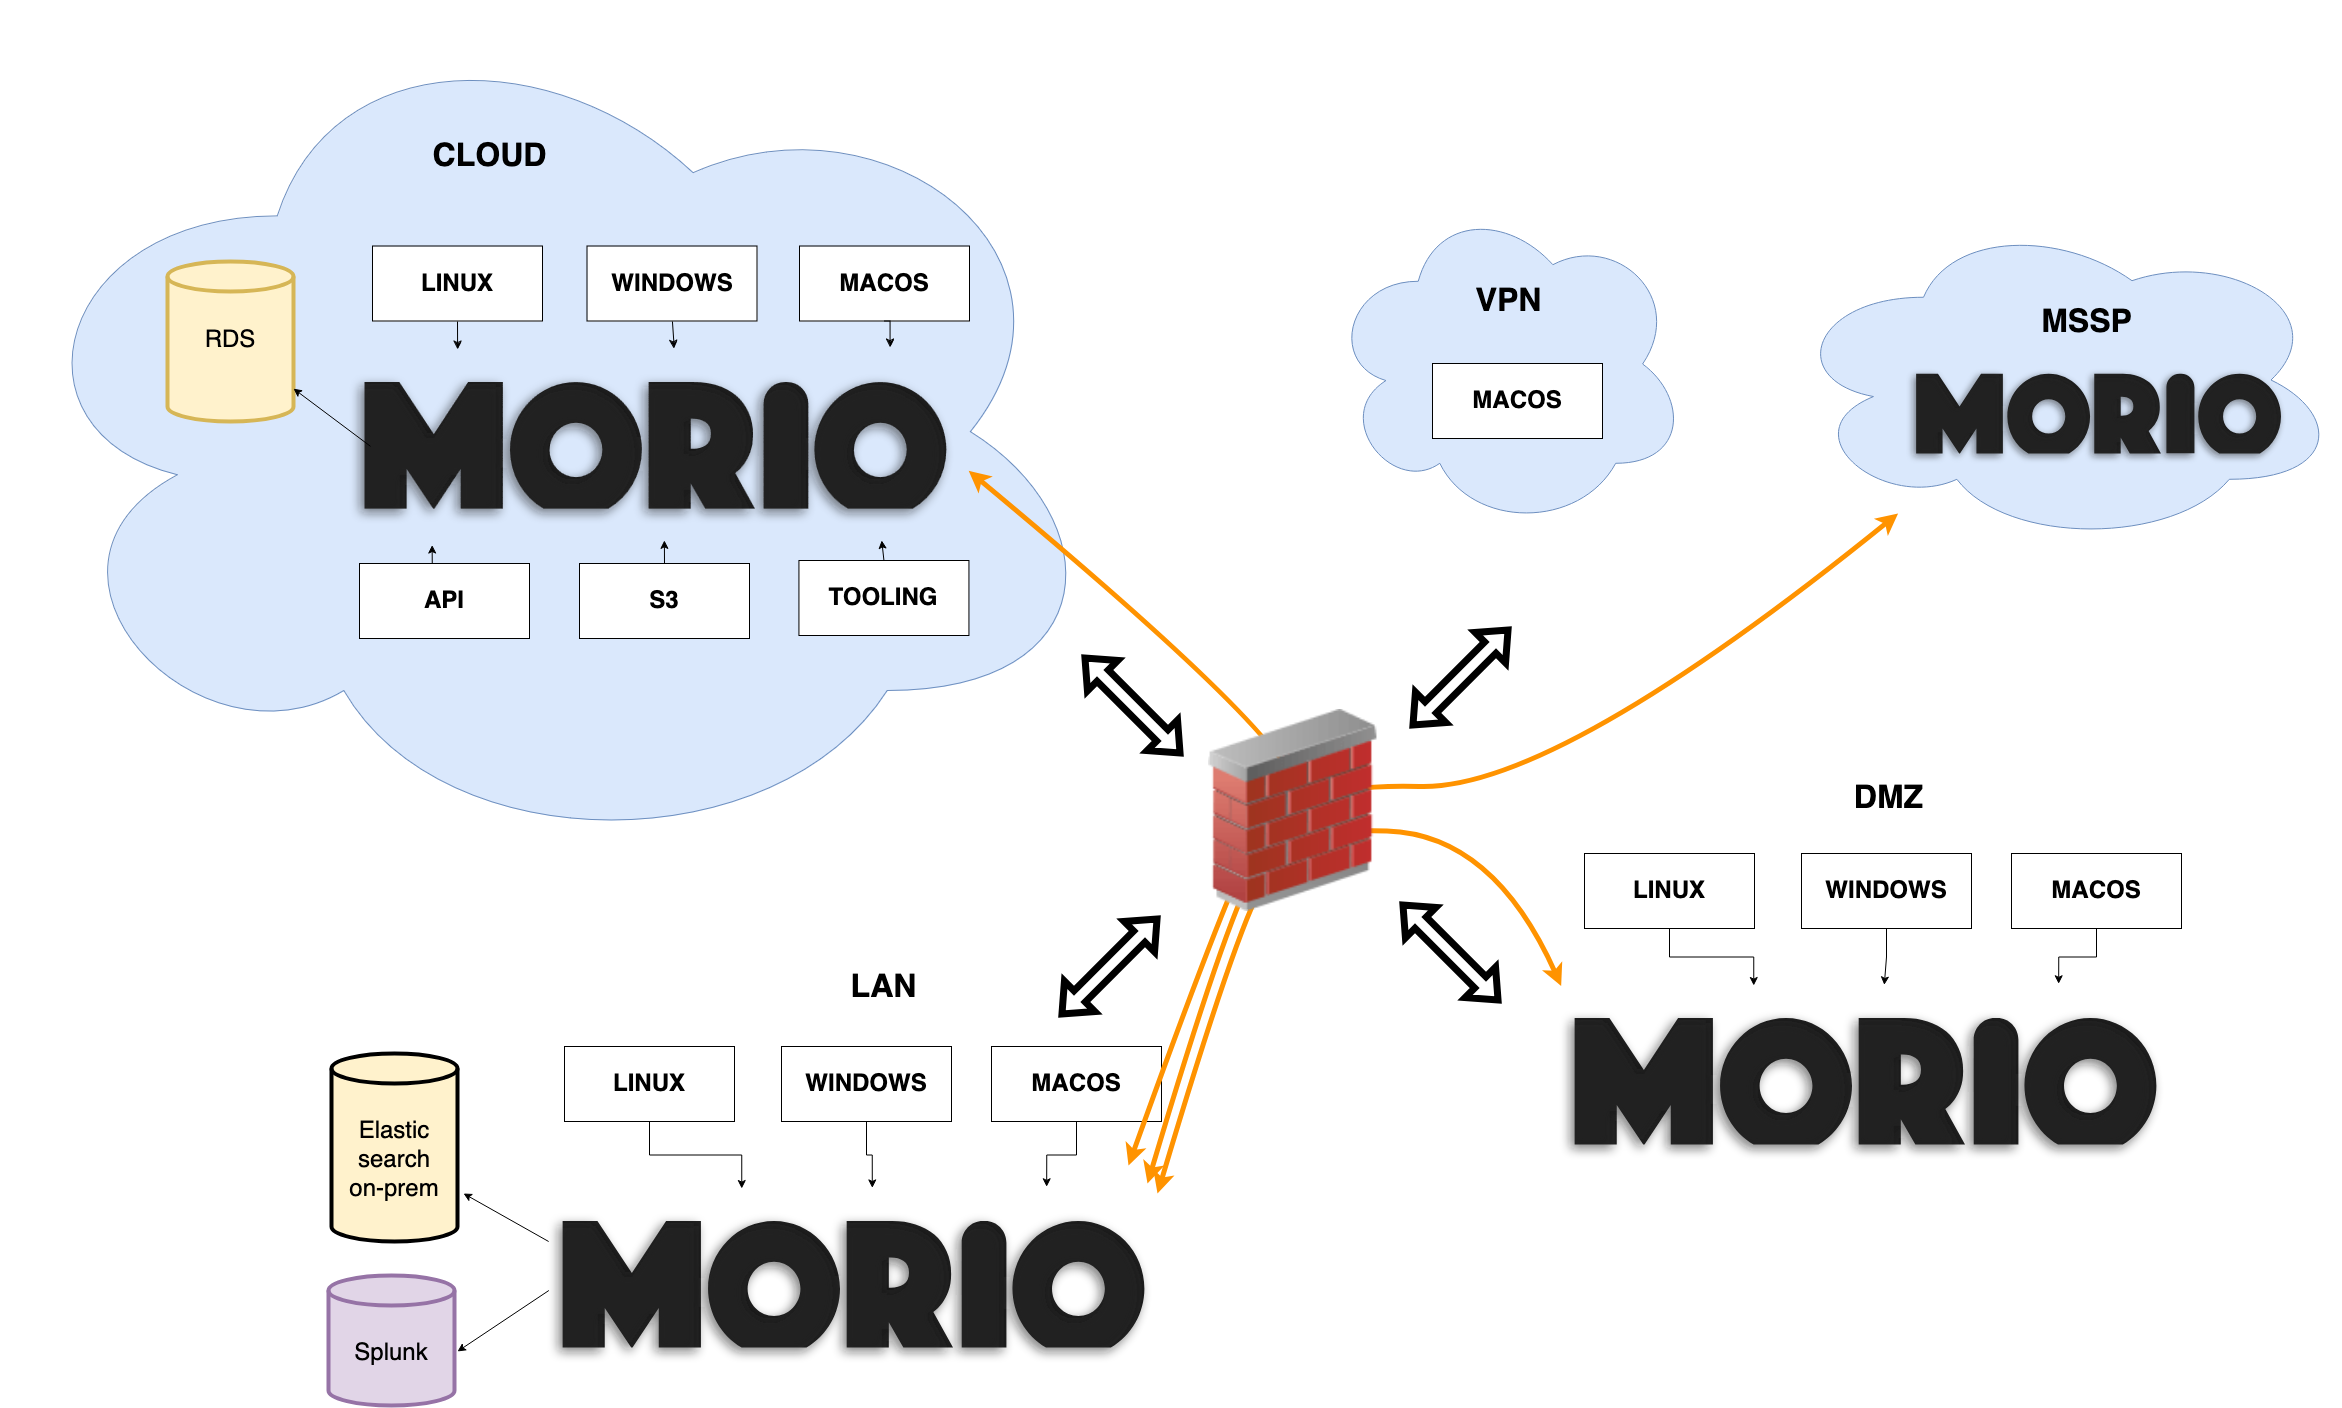 CLOUD
LINUX
WINDOWS
MACOS
RDS
MORIO
API
S3
TOOLING
VPN
MACOS
MSSP
MORIO
DMZ
LINUX
WINDOWS
MACOS
MORIO
LAN
LINUX
WINDOWS
MACOS
Elastic
search
on-prem
MORIO
Splunk